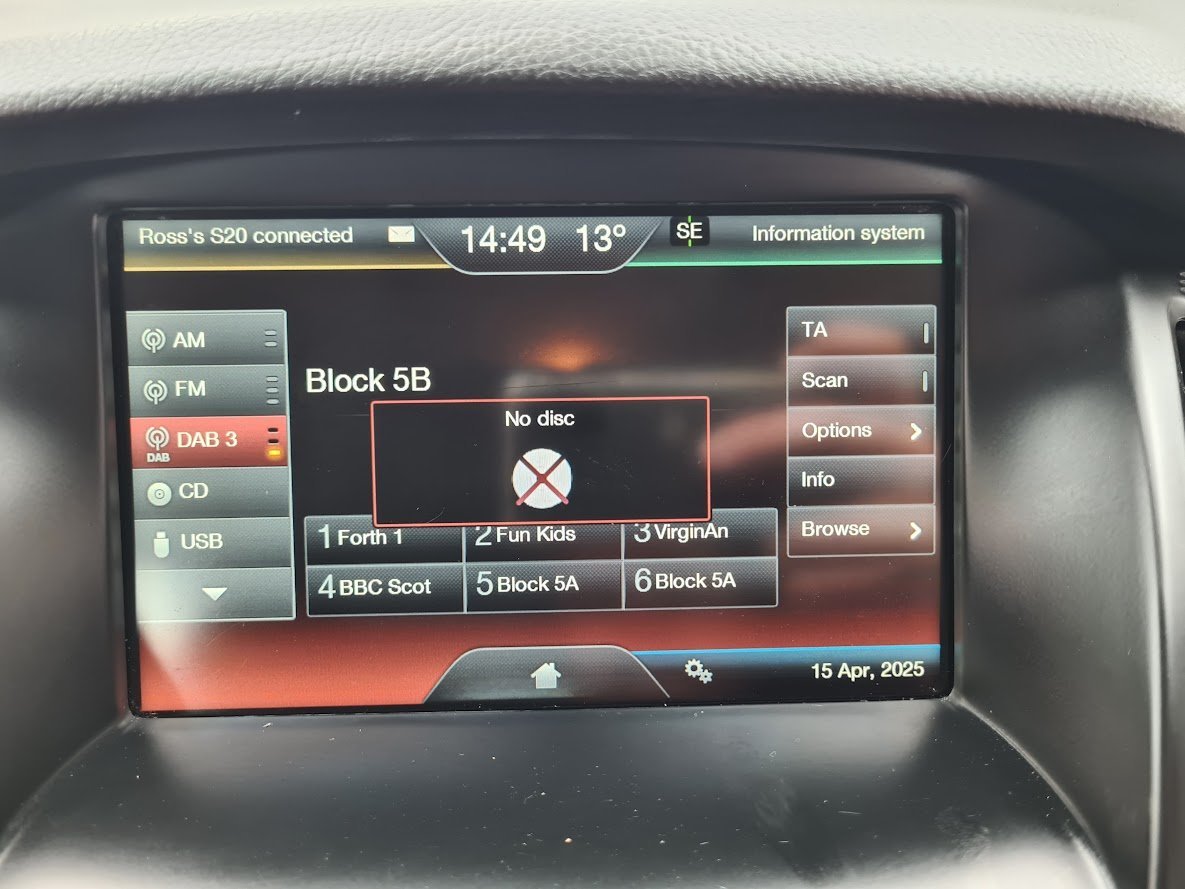 Ross's S20 connected
14:49 13°
SE
Information system
AM
FM
DAB 3
DAB
CD
USB
Block 5B
No disc
1 Forth 1
2 Fun Kids
3 VirginAn
4 BBC Scot
5 Block 5A
6 Block 5A
TA
Scan
Options
Info
Browse
15 Apr, 2025